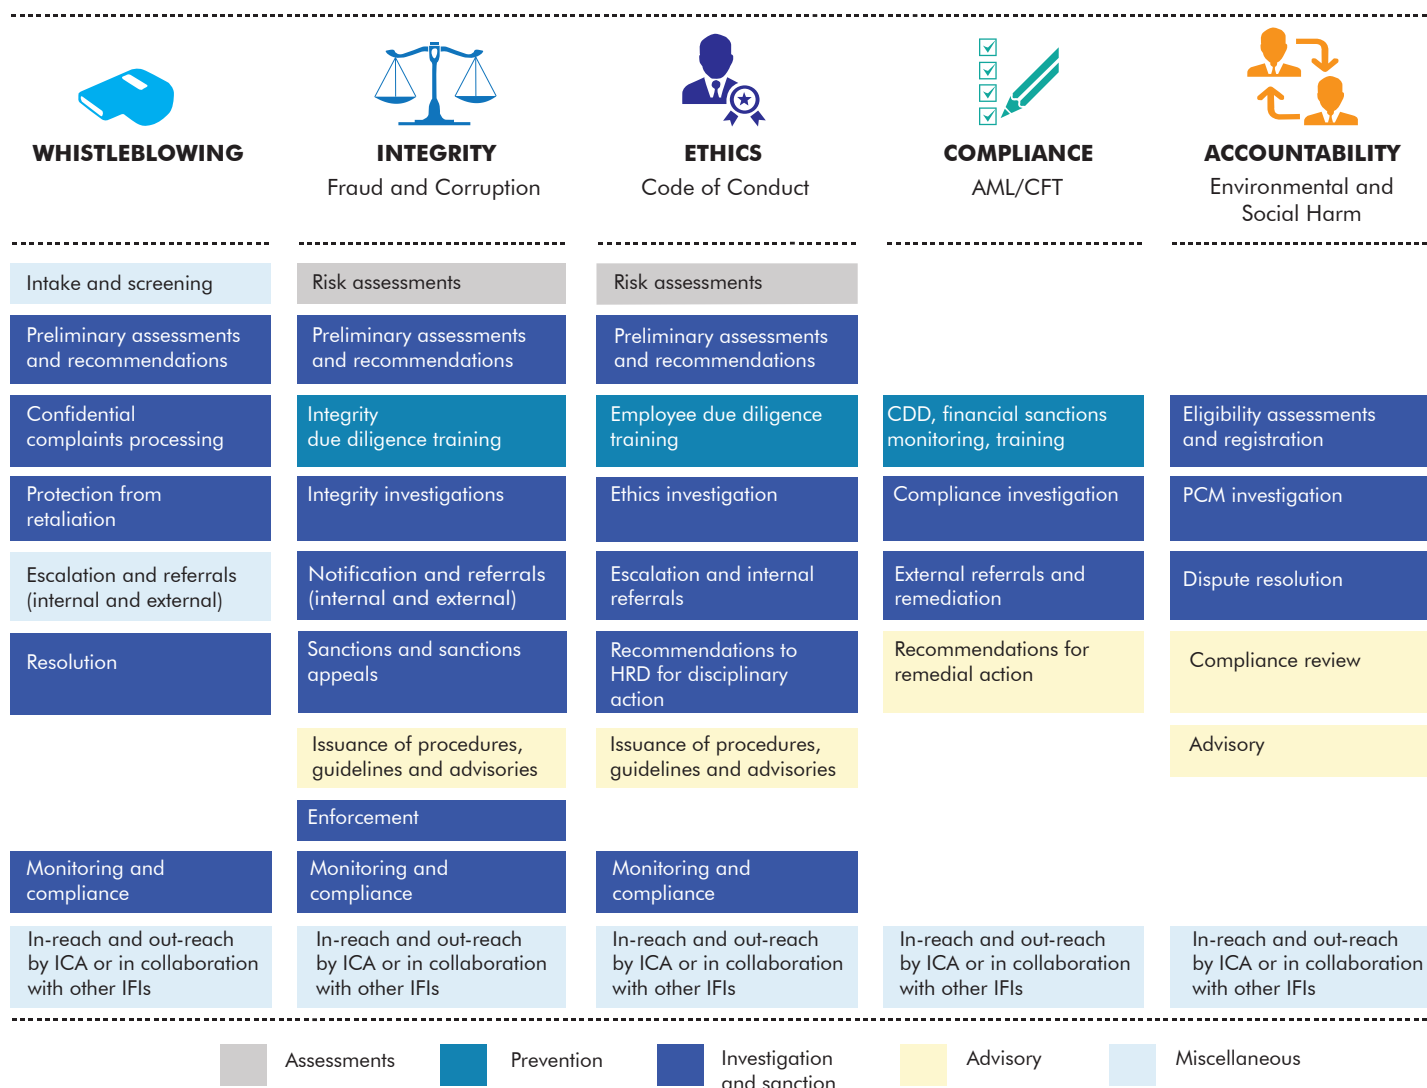 WHISTLEBLOWING
INTEGRITY
Fraud and Corruption
ETHICS
Code of Conduct
COMPLIANCE
AML/CFT
ACCOUNTABILITY
Environmental and
Social Harm
Intake and screening
Risk assessments
Risk assessments
Preliminary assessments
and recommendations
Preliminary assessments
and recommendations
Preliminary assessments
and recommendations
Confidential
complaints processing
Integrity
due diligence training
Employee due diligence
training
CDD, financial sanctions
monitoring, training
Eligibility assessments
and registration
Protection from
retaliation
Integrity investigations
Ethics investigation
Compliance investigation
PCM investigation
Escalation and referrals
(internal and external)
Notification and referrals
(internal and external)
Escalation and internal
referrals
External referrals and
remediation
Dispute resolution
Resolution
Sanctions and sanctions
appeals
Recommendations to
HRD for disciplinary
action
Recommendations for
remedial action
Compliance review
Issuance of procedures,
guidelines and advisories
Issuance of procedures,
guidelines and advisories
Advisory
Enforcement
Monitoring and
compliance
Monitoring and
compliance
Monitoring and
compliance
In-reach and out-reach
by ICA or in collaboration
with other IFIs
In-reach and out-reach
by ICA or in collaboration
with other IFIs
In-reach and out-reach
by ICA or in collaboration
with other IFIs
In-reach and out-reach
by ICA or in collaboration
with other IFIs
In-reach and out-reach
by ICA or in collaboration
with other IFIs
Assessments
Prevention
Investigation
and sanction
Advisory
Miscellaneous